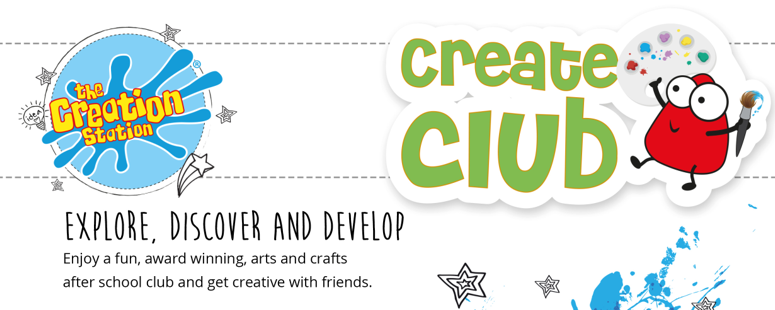 the
Creation
Station
®
idea
create
club
EXPLORE, DISCOVER AND DEVELOP
Enjoy a fun, award winning, arts and crafts
after school club and get creative with friends.